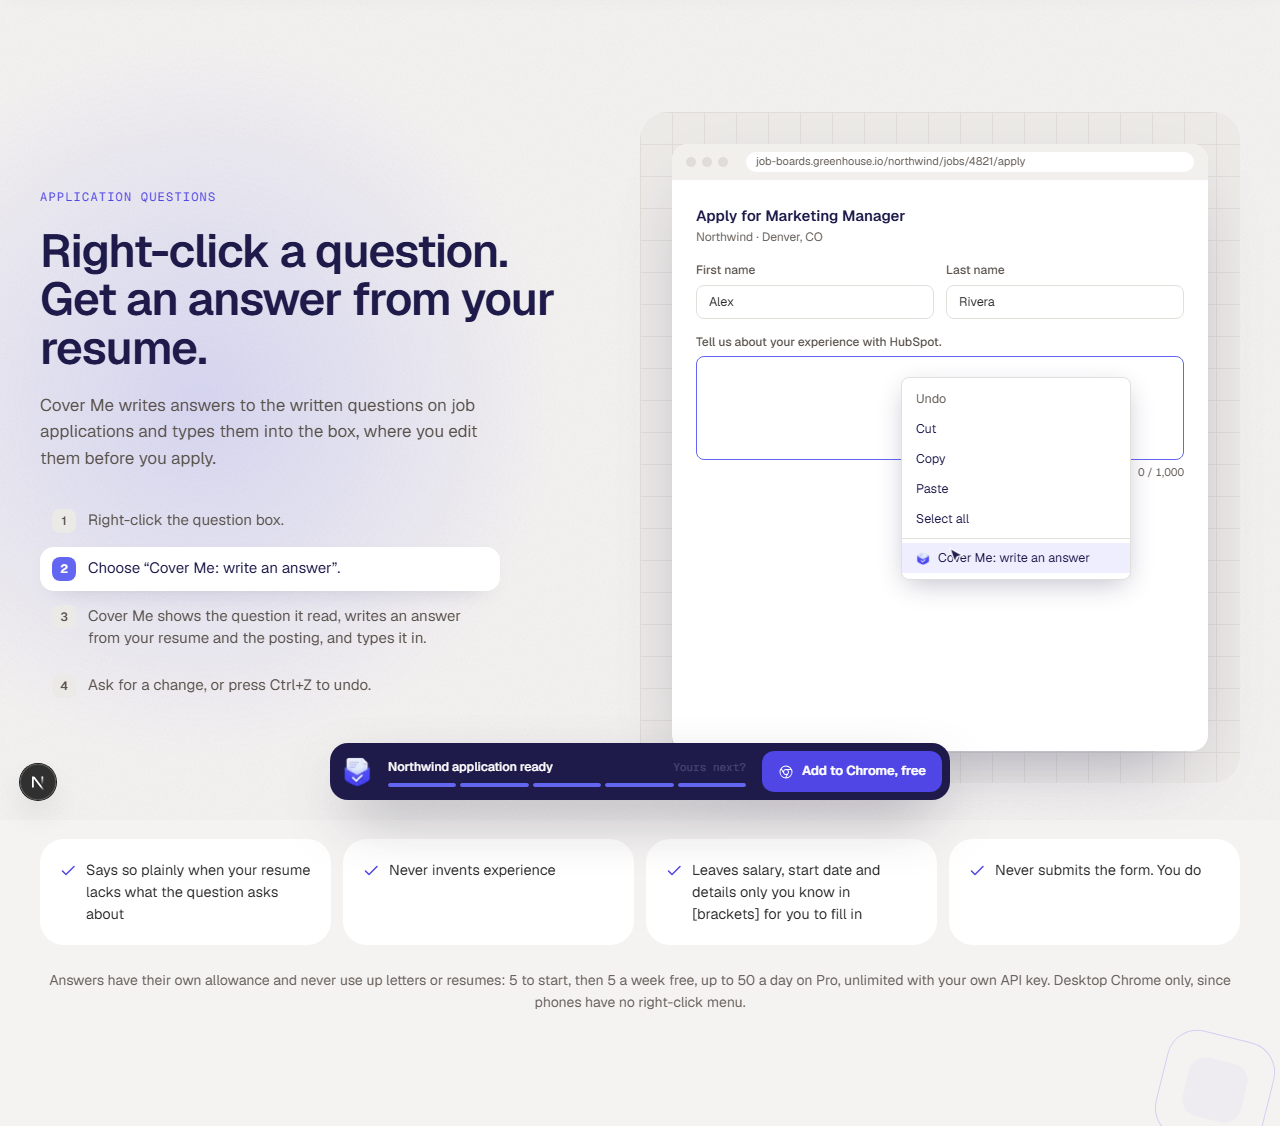 APPLICATION QUESTIONS
Right-click a question.
Get an answer from your
resume.
Cover Me writes answers to the written questions on job
applications and types them into the box, where you edit
them before you apply.
1 Right-click the question box.
2 Choose “Cover Me: write an answer”.
3 Cover Me shows the question it read, writes an answer
from your resume and the posting, and types it in.
4 Ask for a change, or press Ctrl+Z to undo.
job-boards.greenhouse.io/northwind/jobs/4821/apply
Apply for Marketing Manager
Northwind · Denver, CO
First name Last name
Alex Rivera
Tell us about your experience with HubSpot.
Undo
Cut
Copy
Paste
Select all
Cover Me: write an answer
0 / 1,000
N
Northwind application ready Yours next?
Add to Chrome, free
Says so plainly when your resume
lacks what the question asks
about
Never invents experience
Leaves salary, start date and
details only you know in
[brackets] for you to fill in
Never submits the form. You do
Answers have their own allowance and never use up letters or resumes: 5 to start, then 5 a week free, up to 50 a day on Pro, unlimited with your own API key. Desktop Chrome only, since
phones have no right-click menu.